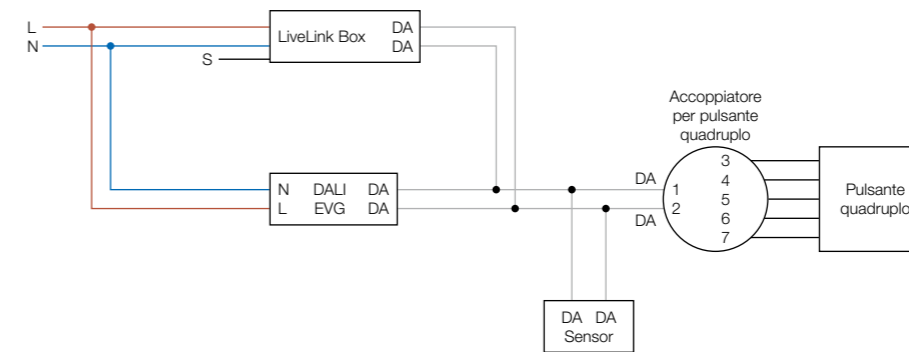 L
N
S
LiveLink Box
DA
DA
N DALI DA
L EVG DA
Accoppiatore
per pulsante
quadruplo
DA
DA
1
2
3
4
5
6
7
Pulsante
quadruplo
DA DA
Sensor